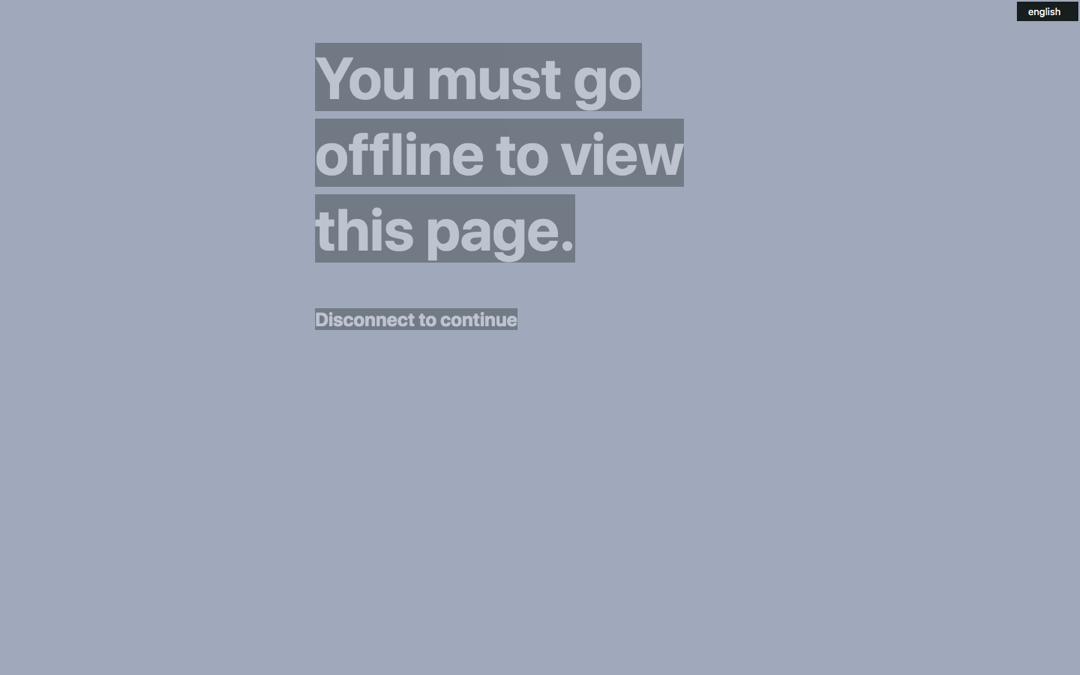 english
You must go
offline to view
this page.
Disconnect to continue